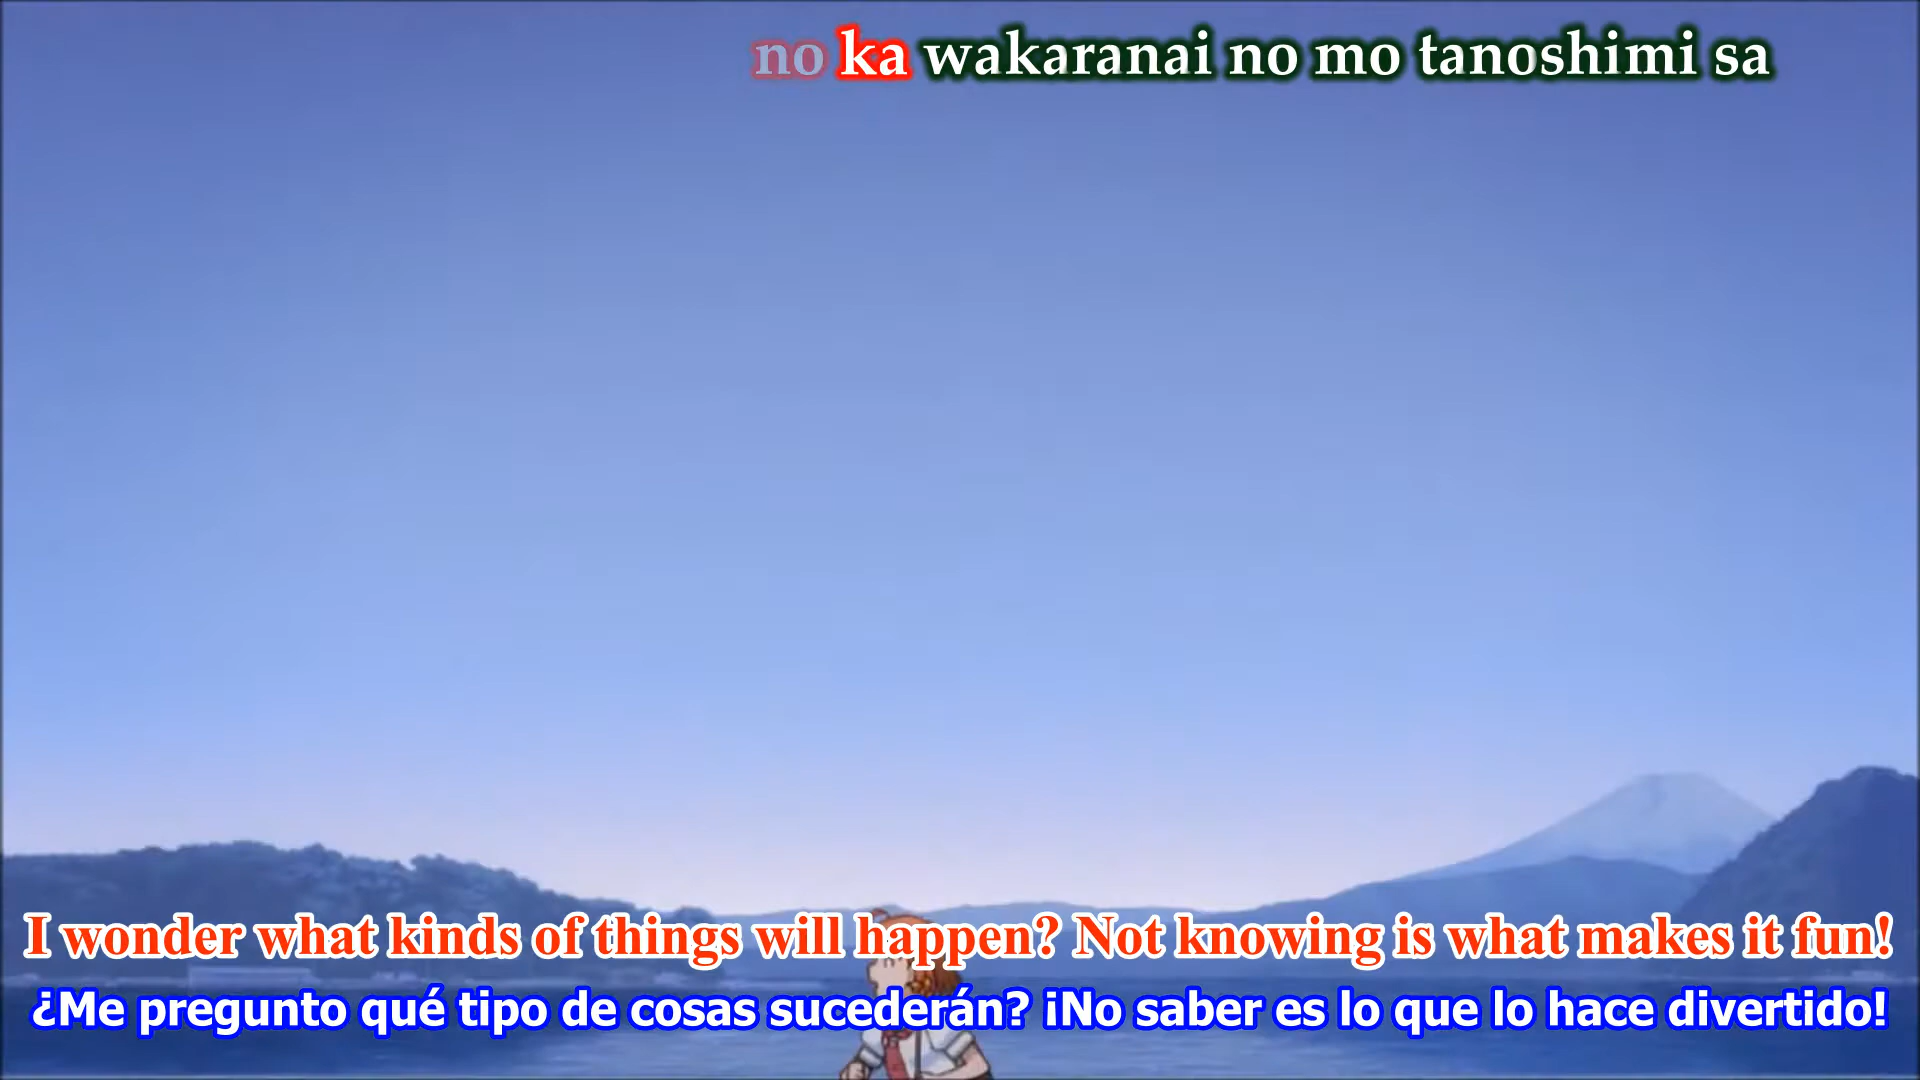 no ka wakaranai no mo tanoshimi sa
I wonder what kinds of things will happen? Not knowing is what makes it fun!
¿Me pregunto qué tipo de cosas sucederán? ¡No saber es lo que lo hace divertido!